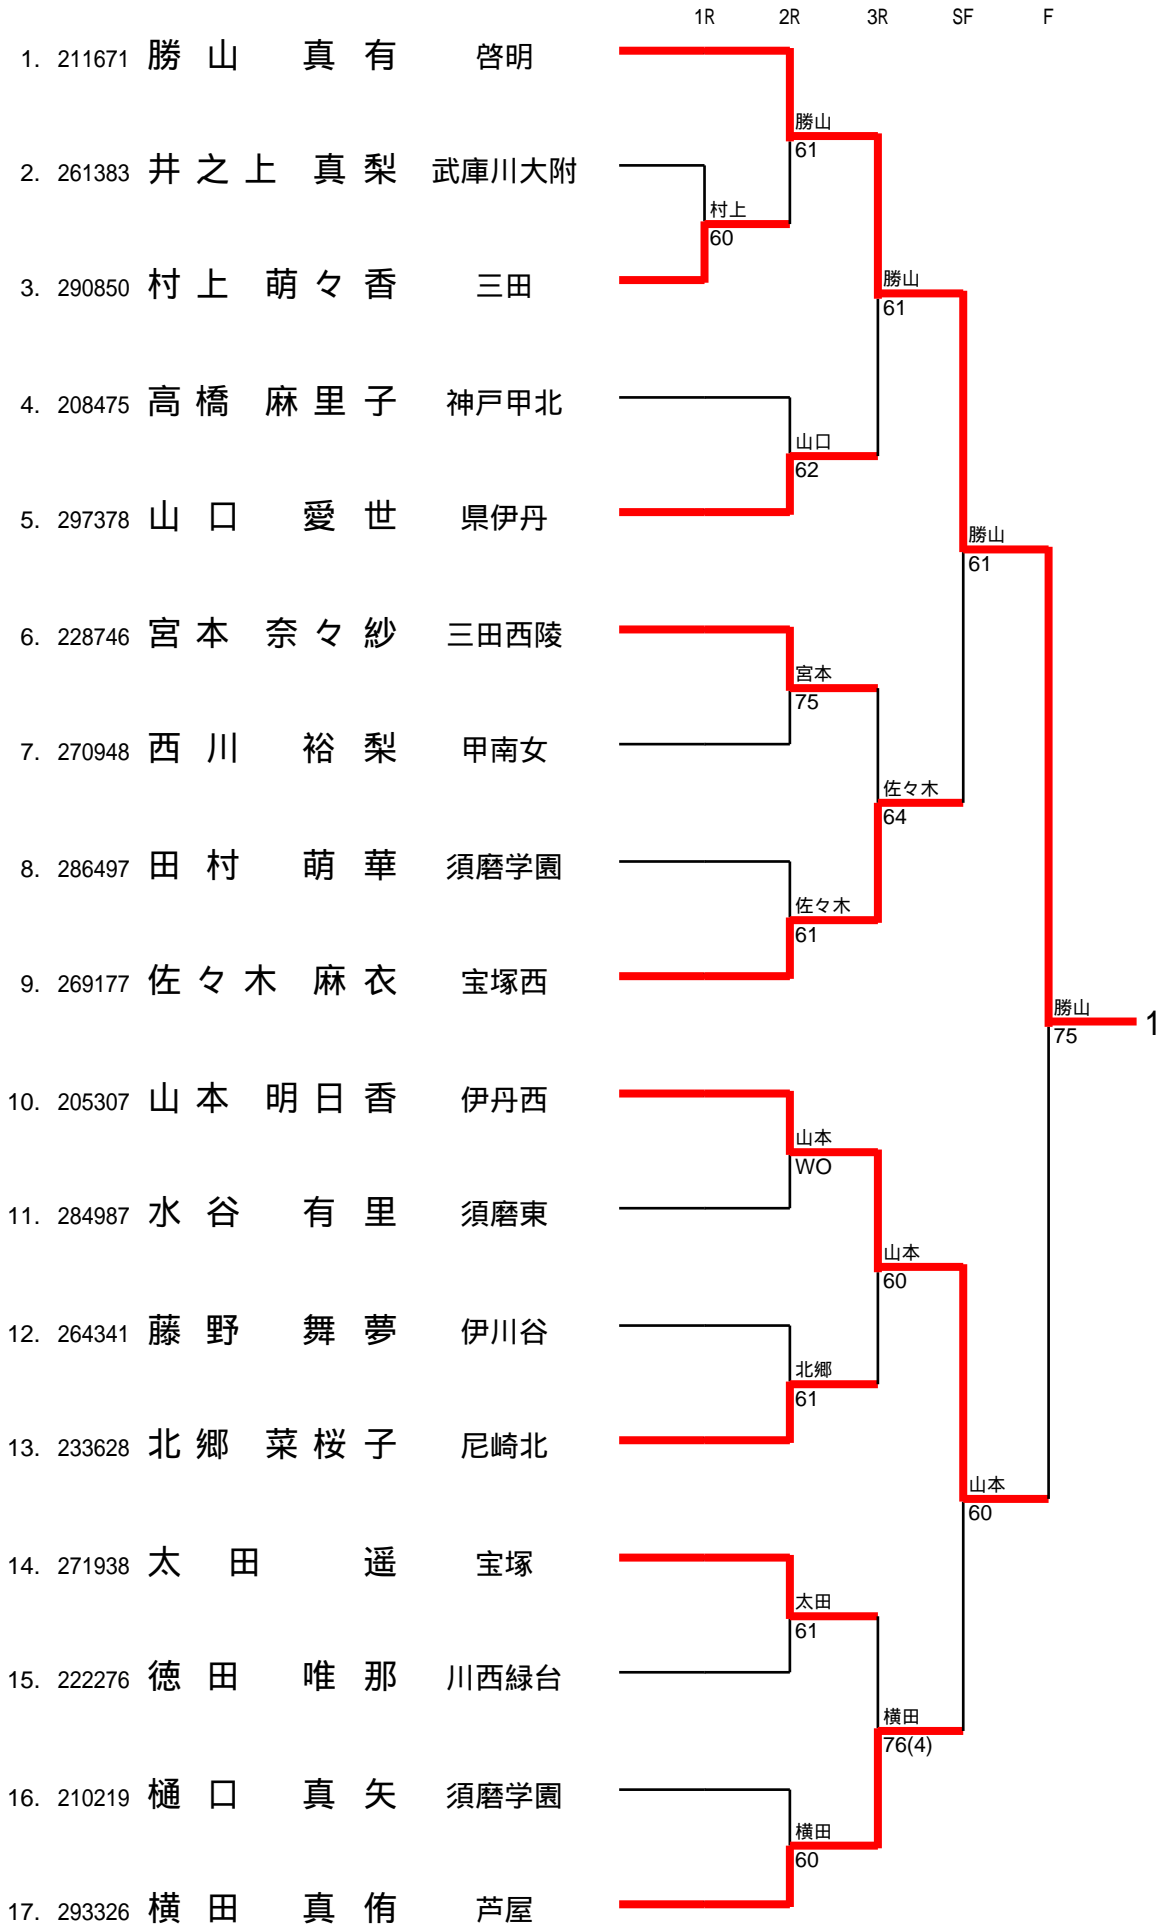 1R 2R 3R SF F
1. 211671 勝山 真有 啓明
勝山
61
2. 261383 井之上 真梨 武庫川大附
村上
60
3. 290850 村上 萌々香 三田
勝山
61
4. 208475 高橋 麻里子 神戸甲北
山口
62
5. 297378 山口 愛世 県伊丹
勝山
61
6. 228746 宮本 奈々紗 三田西陵
宮本
75
7. 270948 西川 裕梨 甲南女
佐々木
64
8. 286497 田村 萌華 須磨学園
佐々木
61
9. 269177 佐々木 麻衣 宝塚西
勝山
75
1
10. 205307 山本 明日香 伊丹西
山本
WO
11. 284987 水谷 有里 須磨東
山本
60
12. 264341 藤野 舞夢 伊川谷
北郷
61
13. 233628 北郷 菜桜子 尼崎北
山本
60
14. 271938 太田 遥 宝塚
太田
61
15. 222276 徳田 唯那 川西緑台
横田
76(4)
16. 210219 樋口 真矢 須磨学園
横田
60
17. 293326 横田 真侑 芦屋